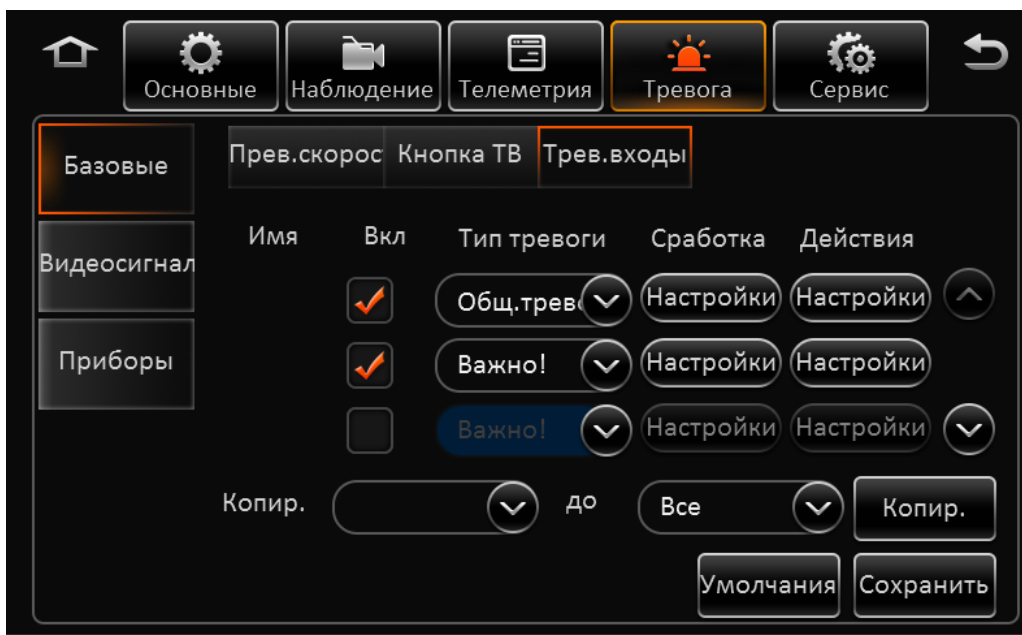 Основные Наблюдение Телеметрия Тревога Сервис
Базовые
Видеосигнал
Приборы
Прев.скорос Кнопка ТВ Трев.входы
Имя Вкл Тип тревоги Сработка Действия
Общ.трево Настройки Настройки
Важно! Настройки Настройки
Важно! Настройки Настройки
Копир. до Все Копир.
Умолчания Сохранить